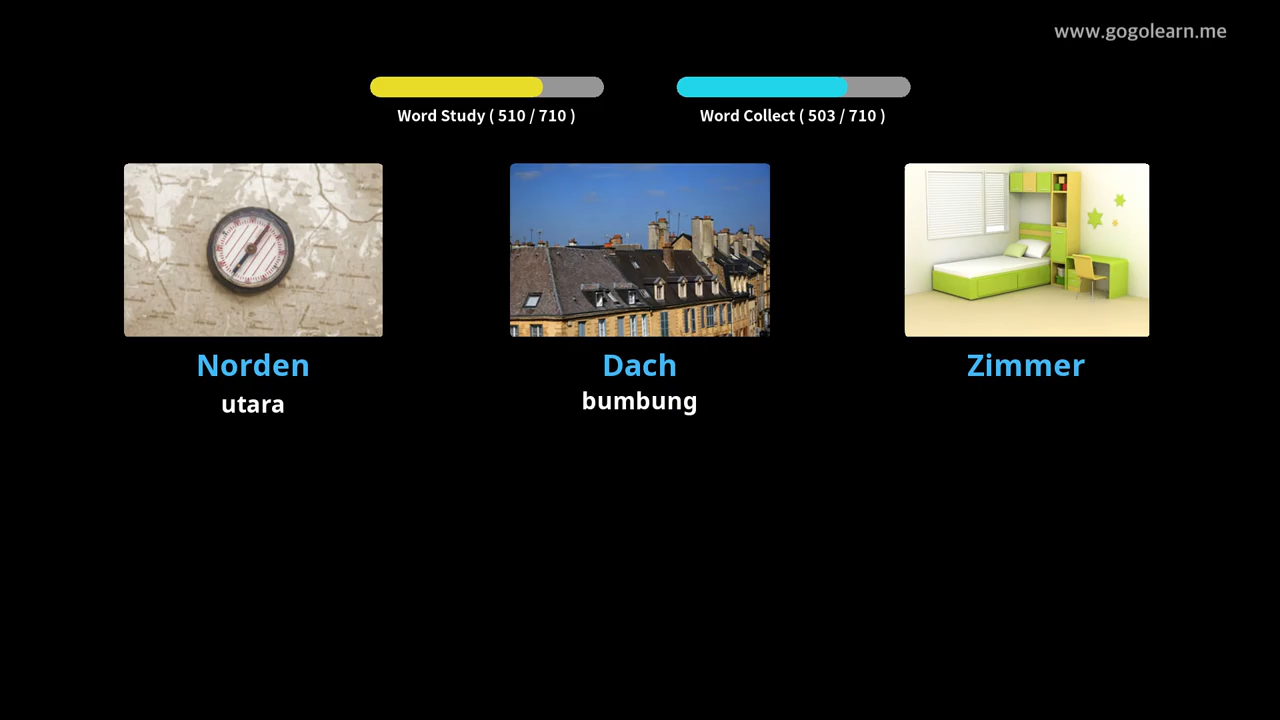 www.gogolearn.me
Word Study ( 510 / 710 )
Word Collect ( 503 / 710 )
Norden
utara
Dach
bumbung
Zimmer